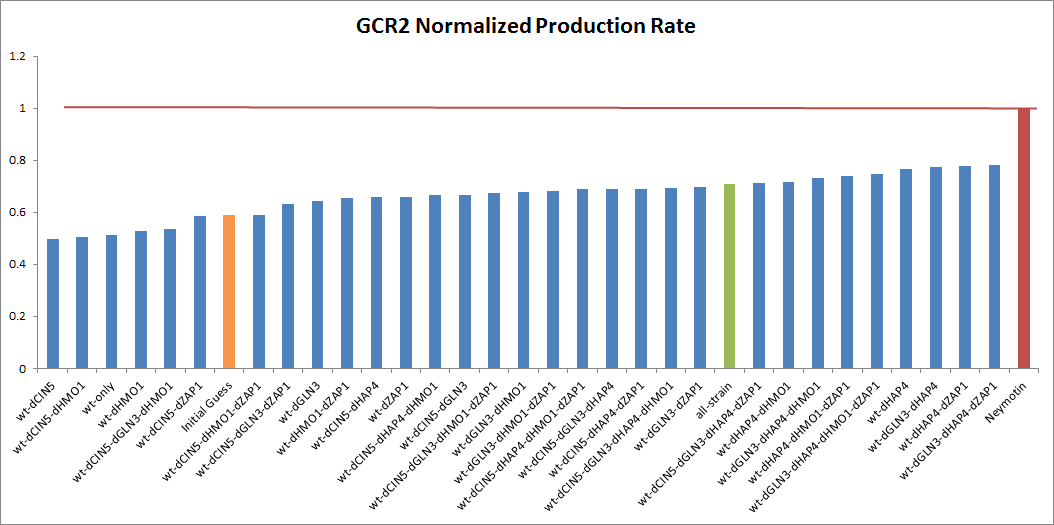 GCR2 Normalized Production Rate
1.2
1
0.8
0.6
0.4
0.2
0
wt-dCIN5
wt-dCIN5-dHMO1
wt-only
wt-dHMO1
wt-dCIN5-dGLN3-dHMO1
wt-dCIN5-dZAP1
Initial Guess
wt-dCIN5-dHMO1-dZAP1
wt-dCIN5-dGLN3-dZAP1
wt-dGLN3
wt-dHMO1-dZAP1
wt-dCIN5-dHAP4
wt-dZAP1
wt-dCIN5-dHAP4-dHMO1
wt-dCIN5-dGLN3
wt-dCIN5-dGLN3-dHMO1-dZAP1
wt-dGLN3-dHMO1
wt-dGLN3-dHMO1-dZAP1
wt-dCIN5-dHAP4-dHMO1-dZAP1
wt-dCIN5-dGLN3-dHAP4
wt-dCIN5-dHAP4-dZAP1
wt-dCIN5-dGLN3-dHAP4-dHMO1
wt-dGLN3-dZAP1
all-strain
wt-dCIN5-dGLN3-dHAP4-dZAP1
wt-dHAP4-dHMO1
wt-dGLN3-dHAP4-dHMO1
wt-dHAP4-dHMO1-dZAP1
wt-dGLN3-dHAP4-dHMO1-dZAP1
wt-dHAP4
wt-dGLN3-dHAP4
wt-dHAP4-dZAP1
wt-dGLN3-dHAP4-dZAP1
Neymotin